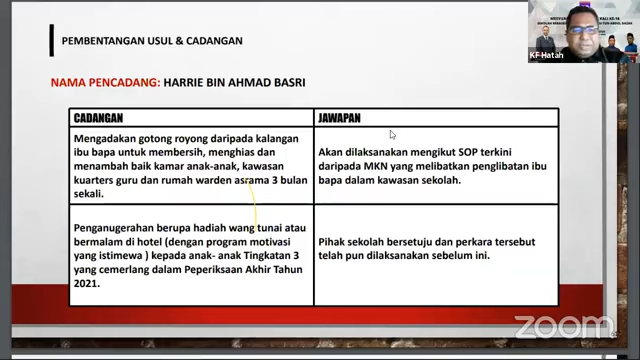 PEMBENTANGAN USUL & CADANGAN
KF Hatah
NAMA PENCADANG: HARRIE BIN AHMAD BASRI
CADANGAN
Mengadakan gotong royong daripada kalangan
ibu bapa untuk membersih, menghias dan
menambah baik kamar anak-anak, kawasan
kuarters guru dan rumah warden asrama 3 bulan
sekali.
JAWAPAN
Akan dilaksanakan mengikut SOP terkini
daripada MKN yang melibatkan penglibatan ibu
bapa dalam kawasan sekolah.
Penganugerahan berupa hadiah wang tunai atau
bermalam di hotel (dengan program motivasi
yang istimewa ) kepada anak- anak Tingkatan 3
yang cemerlang dalam Peperiksaan Akhir Tahun
2021.
Pihak sekolah bersetuju dan perkara tersebut
telah pun dilaksanakan sebelum ini.
zoom